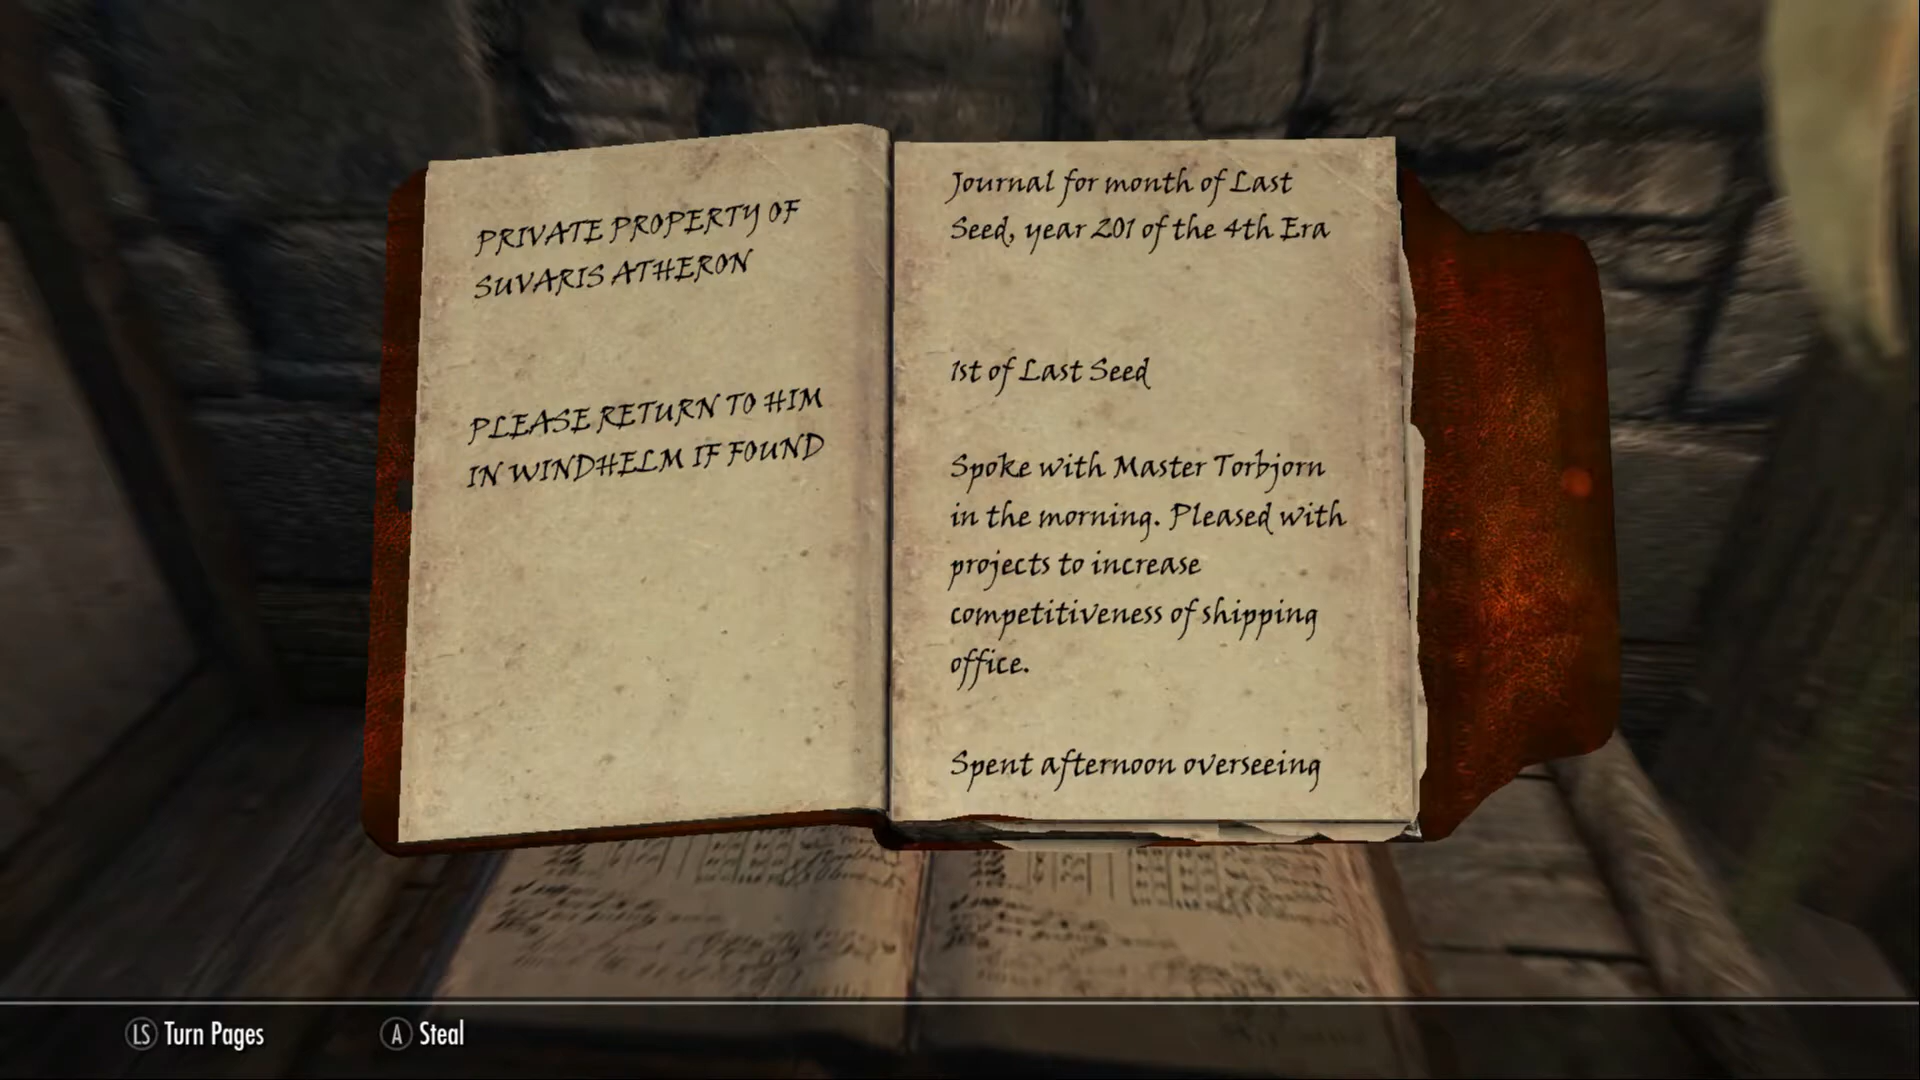 PRIVATE PROPERTY OF
SUVARIS ATHERON
PLEASE RETURN TO HIM
IN WINDHELM IF FOUND
Journal for month of Last
Seed, year 201 of the 4th Era
1st of Last Seed
Spoke with Master Torbjorn
in the morning. Pleased with
projects to increase
competitiveness of shipping
office.
Spent afternoon overseeing
LS Turn Pages
A Steal